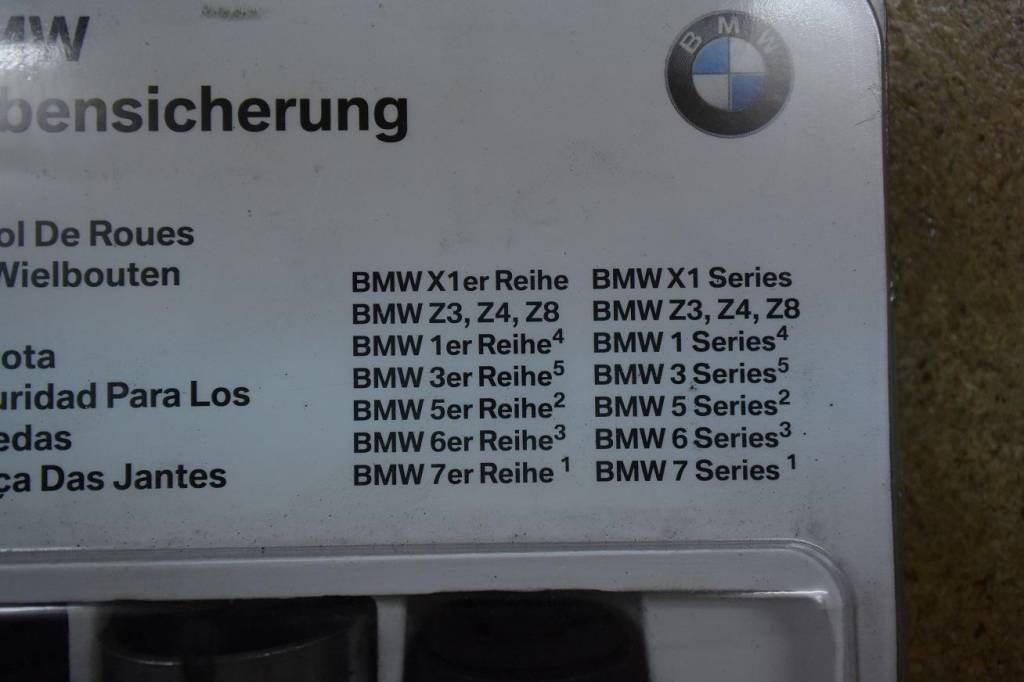 MW
bensicherung
BMW
ol De Roues
Wielbouten
ota
uridad Para Los
edas
ça Das Jantes
BMW X1er Reihe
BMW Z3, Z4, Z8
BMW 1er Reihe⁴
BMW 3er Reihe⁵
BMW 5er Reihe²
BMW 6er Reihe³
BMW 7er Reihe ¹
BMW X1 Series
BMW Z3, Z4, Z8
BMW 1 Series⁴
BMW 3 Series⁵
BMW 5 Series²
BMW 6 Series³
BMW 7 Series ¹